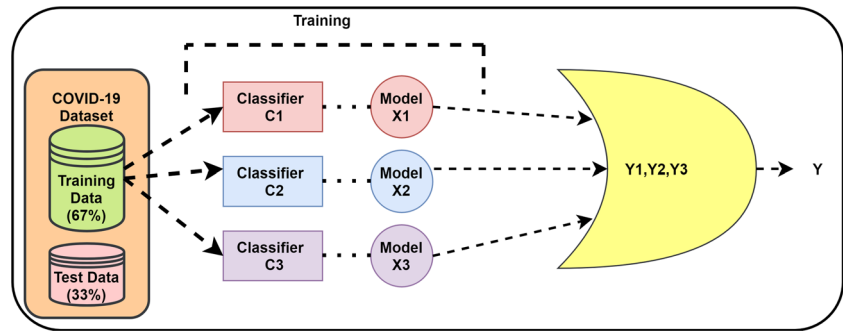 Training
COVID-19
Dataset
Training
Data
(67%)
Test Data
(33%)
Classifier
C1
Model
X1
Classifier
C2
Model
X2
Classifier
C3
Model
X3
Y1,Y2,Y3
Y